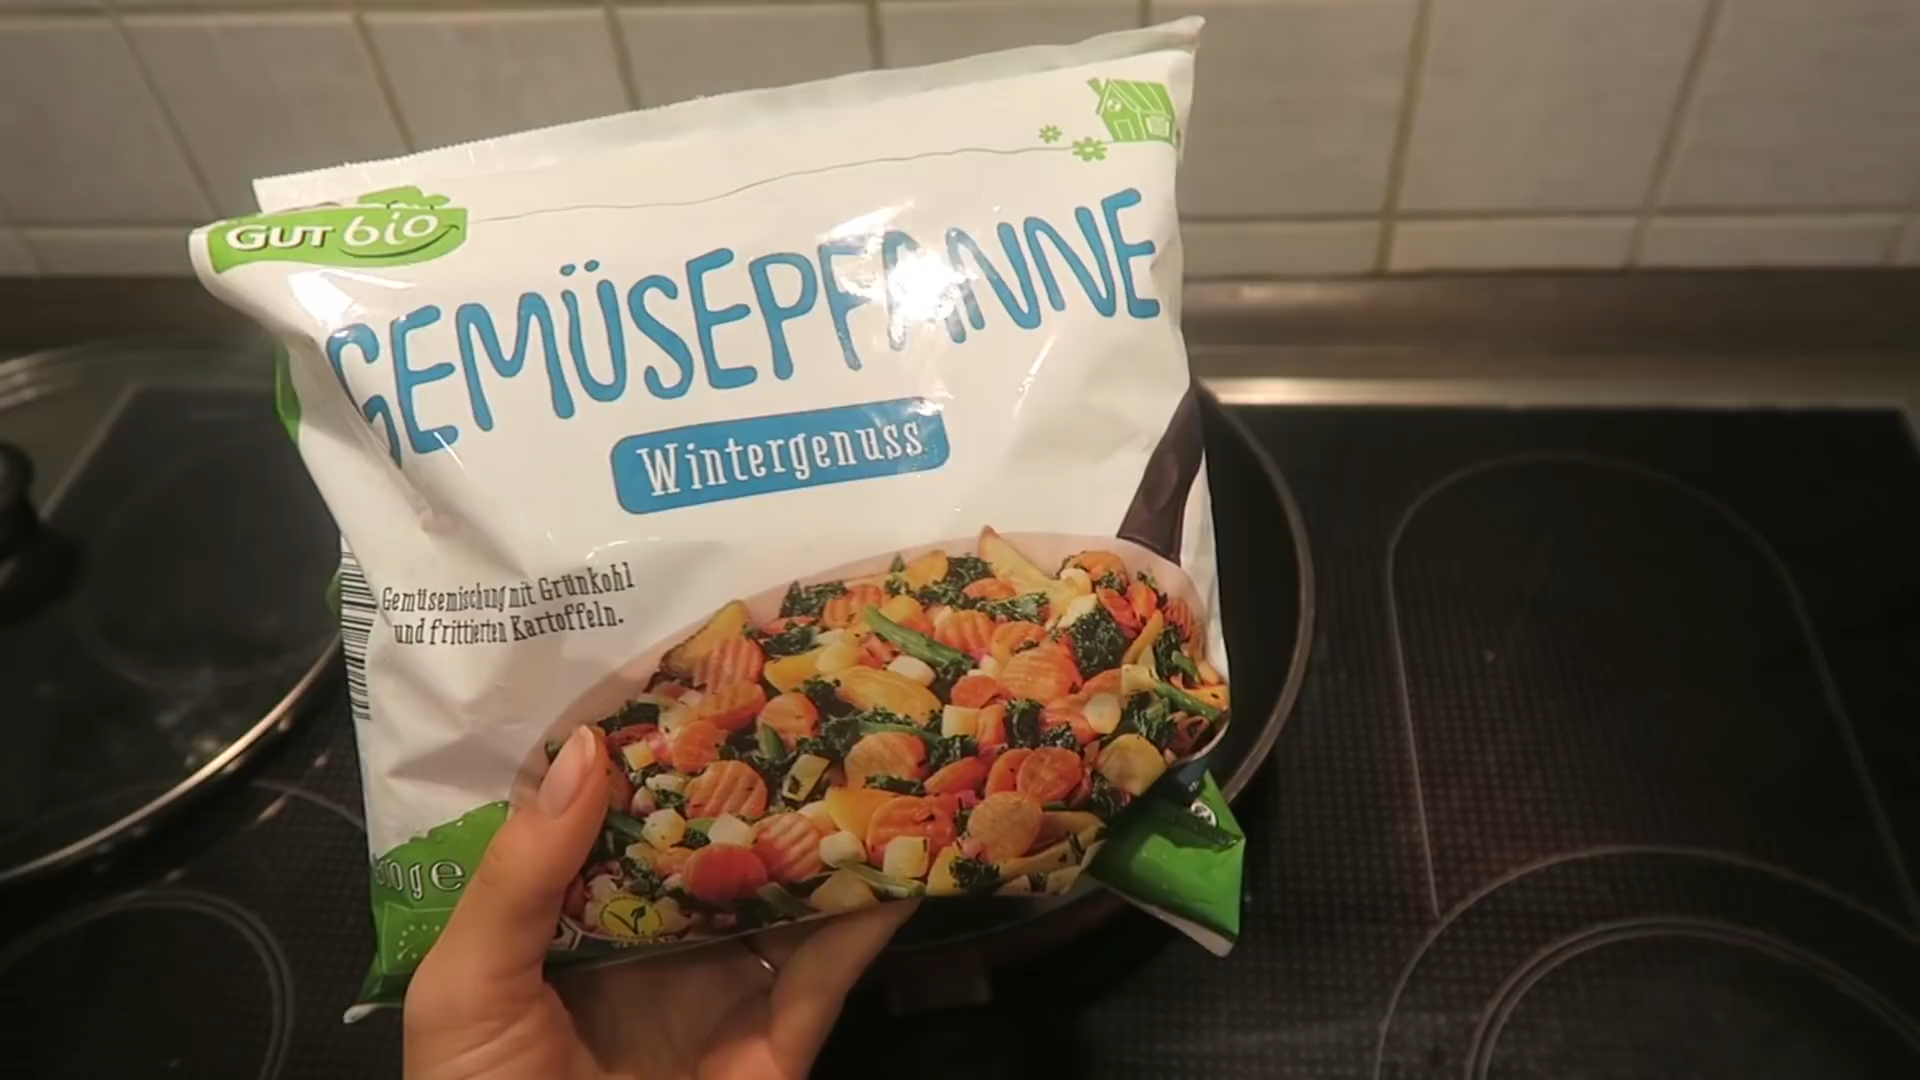 GUT bio
GEMÜSEPFANNE
Wintergenuss
Gemüsemischung mit Grünkohl
und frittierten Kartoffeln.